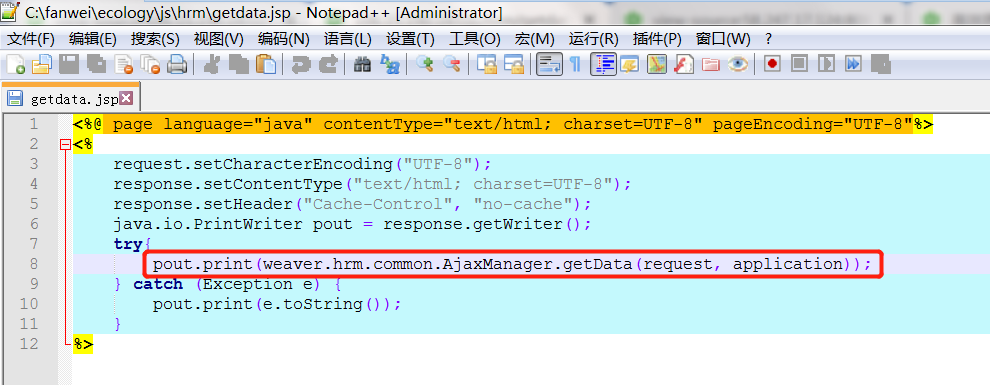 C:\fanwei\ecology\js\hrm\getdata.jsp - Notepad++ [Administrator]
文件(F) 编辑(E) 搜索(S) 视图(V) 编码(N) 语言(L) 设置(T) 工具(O) 宏(M) 运行(R) 插件(P) 窗口(W) ?
getdata.jsp
1 <%@ page language="java" contentType="text/html; charset=UTF-8" pageEncoding="UTF-8"%>
2 <%
3 request.setCharacterEncoding("UTF-8");
4 response.setContentType("text/html; charset=UTF-8");
5 response.setHeader("Cache-Control", "no-cache");
6 java.io.PrintWriter pout = response.getWriter();
7 try{
8 pout.print(weaver.hrm.common.AjaxManager.getData(request, application));
9 } catch (Exception e) {
10 pout.print(e.toString());
11 }
12 %>